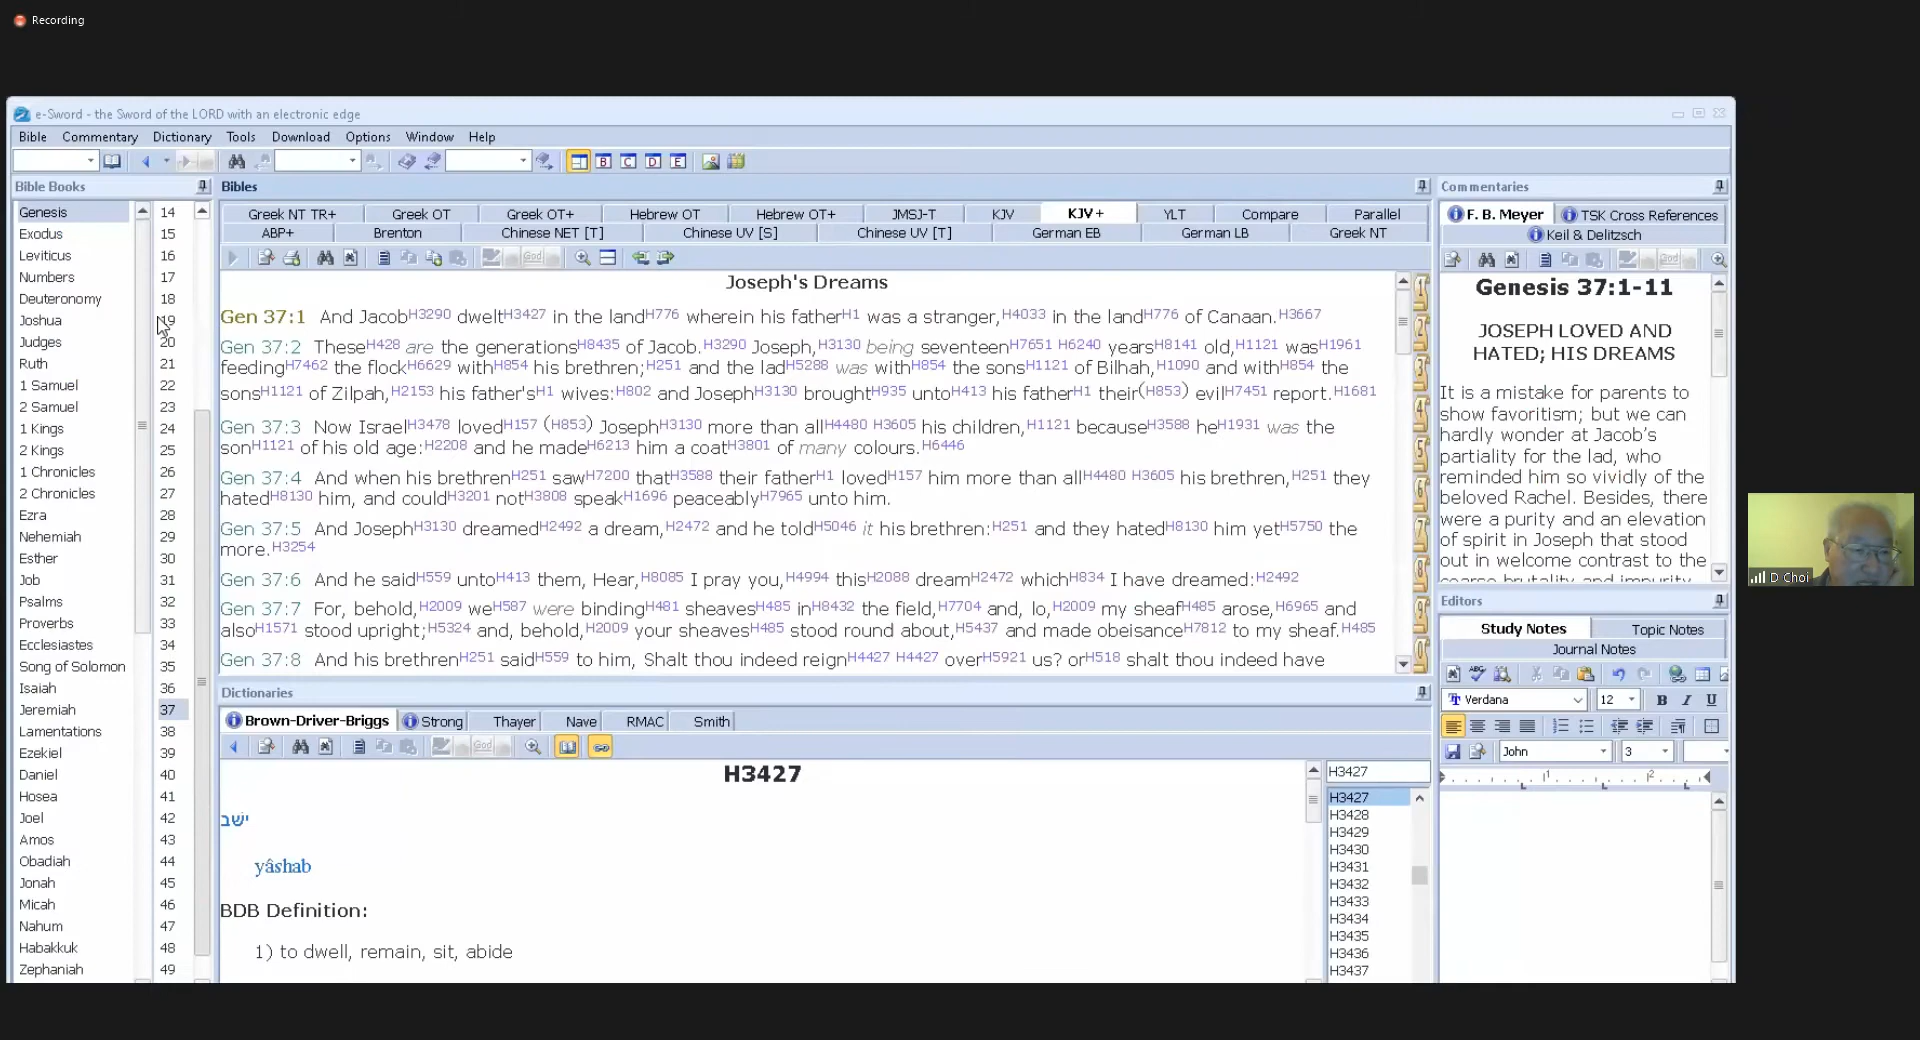 Recording
e-Sword - the Sword of the LORD with an electronic edge
Bible Commentary Dictionary Tools Download Options Window Help
B C D E
Bible Books
Genesis 14
Exodus 15
Leviticus 16
Numbers 17
Deuteronomy 18
Joshua 19
Judges 20
Ruth 21
1 Samuel 22
2 Samuel 23
1 Kings 24
2 Kings 25
1 Chronicles 26
2 Chronicles 27
Ezra 28
Nehemiah 29
Esther 30
Job 31
Psalms 32
Proverbs 33
Ecclesiastes 34
Song of Solomon 35
Isaiah 36
Jeremiah 37
Lamentations 38
Ezekiel 39
Daniel 40
Hosea 41
Joel 42
Amos 43
Obadiah 44
Jonah 45
Micah 46
Nahum 47
Habakkuk 48
Zephaniah 49
Bibles
Greek NT TR+ Greek OT Greek OT+ Hebrew OT Hebrew OT+ JMSJ-T KJV KJV+ YLT Compare Parallel
ABP+ Brenton Chinese NET [T] Chinese UV [S] Chinese UV [T] German EB German LB Greek NT
God
Joseph's Dreams
Gen 37:1 And JacobH3290 dweltH3427 in the landH776 wherein his fatherH1 was a stranger,H4033 in the landH776 of Canaan.H3667
Gen 37:2 TheseH428 are the generationsH8435 of Jacob.H3290 Joseph,H3130 being seventeenH7651 H6240 yearsH8141 old,H1121 wasH1961
feedingH7462 the flockH6629 withH854 his brethren;H251 and the ladH5288 was withH854 the sonsH1121 of Bilhah,H1090 and withH854 the
sonsH1121 of Zilpah,H2153 his father'sH1 wives:H802 and JosephH3130 broughtH935 untoH413 his fatherH1 their(H853) evilH7451 report.H1681
Gen 37:3 Now IsraelH3478 lovedH157 (H853) JosephH3130 more than allH4480 H3605 his children,H1121 becauseH3588 heH1931 was the
sonH1121 of his old age:H2208 and he madeH6213 him a coatH3801 of many colours.H6446
Gen 37:4 And when his brethrenH251 sawH7200 thatH3588 their fatherH1 lovedH157 him more than allH4480 H3605 his brethren,H251 they
hatedH8130 him, and couldH3201 notH3808 speakH1696 peaceablyH7965 unto him.
Gen 37:5 And JosephH3130 dreamedH2492 a dream,H2472 and he toldH5046 it his brethren:H251 and they hatedH8130 him yetH5750 the
more.H3254
Gen 37:6 And he saidH559 untoH413 them, Hear,H8085 I pray you,H4994 thisH2088 dreamH2472 whichH834 I have dreamed:H2492
Gen 37:7 For, behold,H2009 weH587 were bindingH481 sheavesH485 inH8432 the field,H7704 and, lo,H2009 my sheafH485 arose,H6965 and
alsoH1571 stood upright;H5324 and, behold,H2009 your sheavesH485 stood round about,H5437 and made obeisanceH7812 to my sheaf.H485
Gen 37:8 And his brethrenH251 saidH559 to him, Shalt thou indeed reignH4427 H4427 overH5921 us? orH518 shalt thou indeed have
1
2
3
4
5
6
7
8
9
0
Dictionaries
Brown-Driver-Briggs Strong Thayer Nave RMAC Smith
God
H3427
ישׁב
yâshab
BDB Definition:
1) to dwell, remain, sit, abide
H3427
H3427
H3428
H3429
H3430
H3431
H3432
H3433
H3434
H3435
H3436
H3437
Commentaries
F. B. Meyer TSK Cross References
Keil & Delitzsch
God
Genesis 37:1-11
JOSEPH LOVED AND
HATED; HIS DREAMS
It is a mistake for parents to
show favoritism; but we can
hardly wonder at Jacob's
partiality for the lad, who
reminded him so vividly of the
beloved Rachel. Besides, there
were a purity and an elevation
of spirit in Joseph that stood
out in welcome contrast to the
coarse brutality and impurity
Editors
Study Notes Topic Notes
Journal Notes
ABC
Verdana 12 B I U
John 3
1 2
D Choi